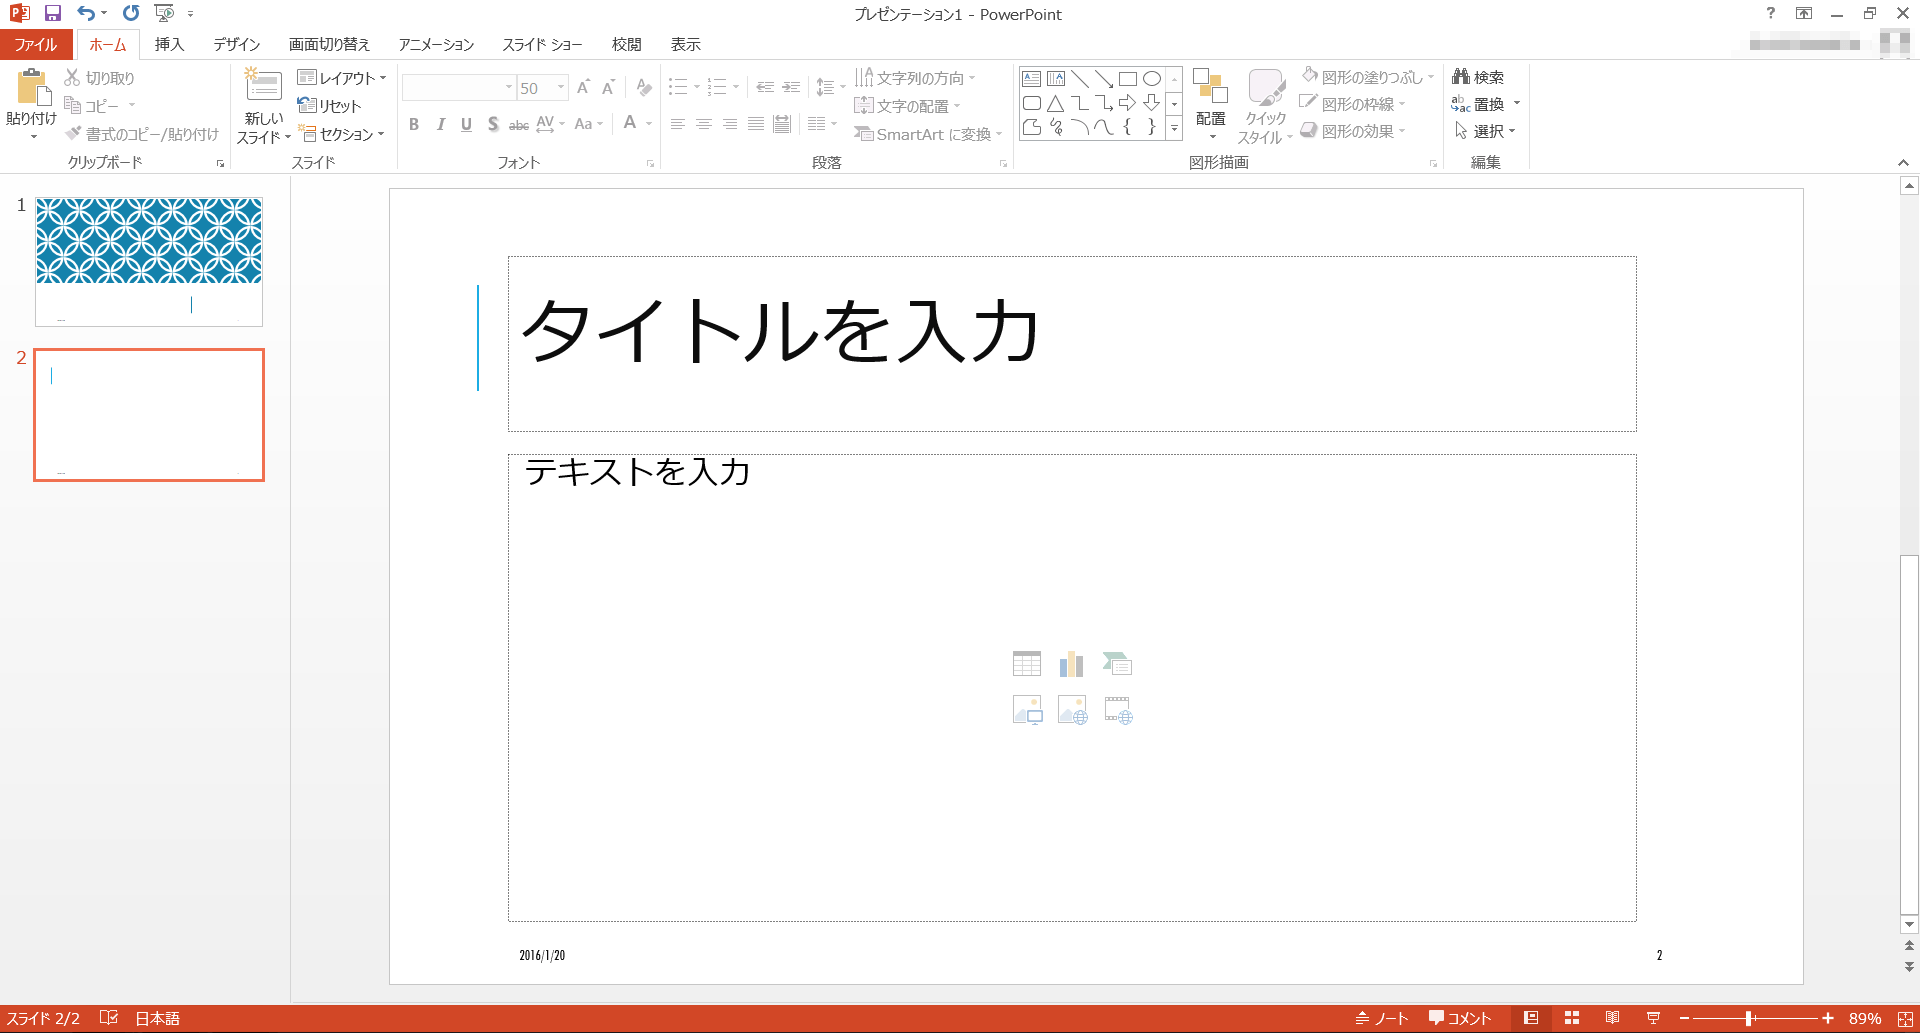 プレゼンテーション1 - PowerPoint
ファイル ホーム 挿入 デザイン 画面切り替え アニメーション スライド ショー 校閲 表示
貼り付け
切り取り
コピー
書式のコピー/貼り付け
クリップボード
新しい
スライド
レイアウト
リセット
セクション
スライド
50
B I U S abc AV Aa A
フォント
文字列の方向
文字の配置
SmartArt に変換
段落
配置
クイック
スタイル
図形の塗りつぶし
図形の枠線
図形の効果
図形描画
検索
置換
選択
編集
1
2
タイトルを入力
テキストを入力
2016/1/20
2
スライド 2/2 日本語 ノート コメント 89%